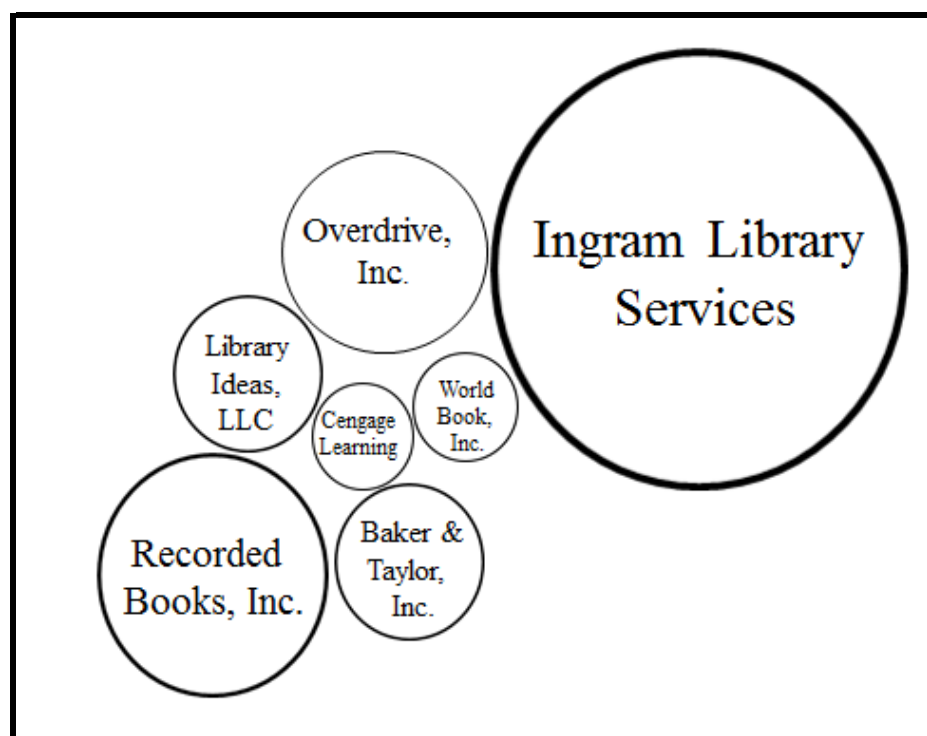 Overdrive,
Inc.
Ingram Library
Services
Library
Ideas,
LLC
World
Book,
Inc.
Cengage
Learning
Recorded
Books, Inc.
Baker &
Taylor,
Inc.